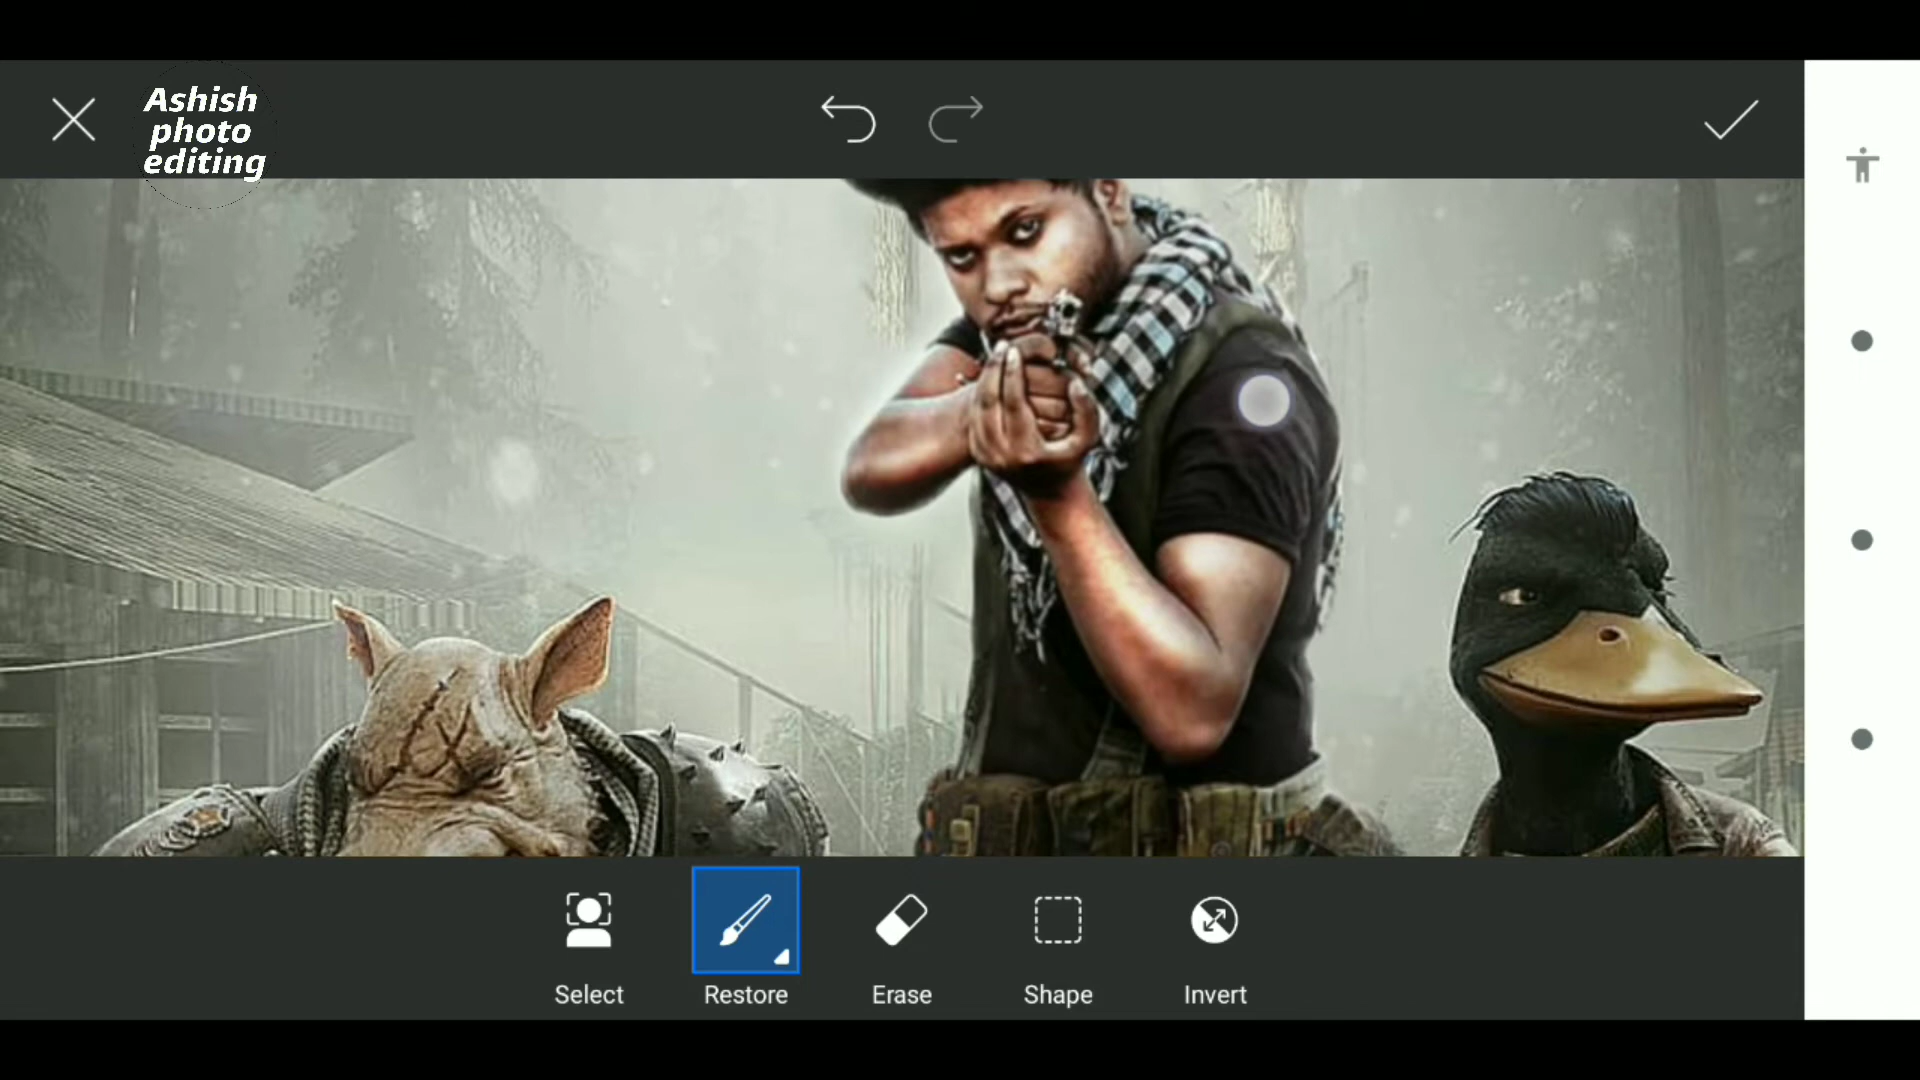 Ashish
photo
editing
Select
Restore
Erase
Shape
Invert